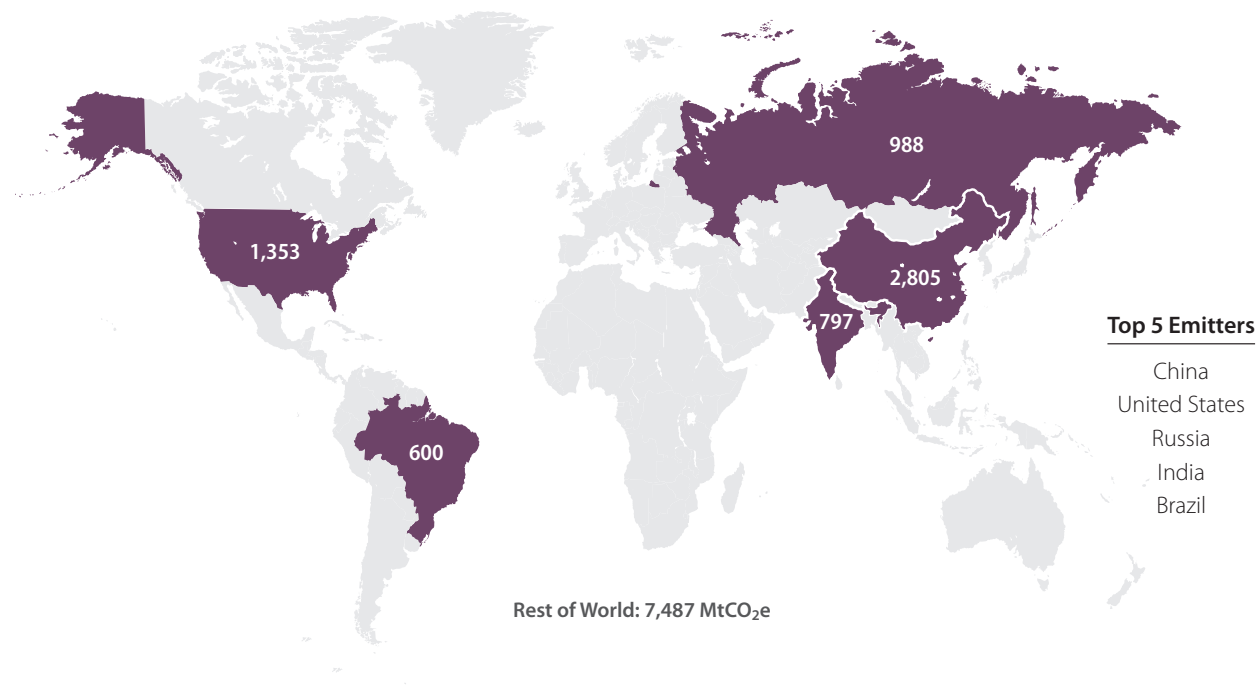 988
1,353
2,805
797
Top 5 Emitters
China
United States
Russia
India
Brazil
600
Rest of World: 7,487 MtCO₂e